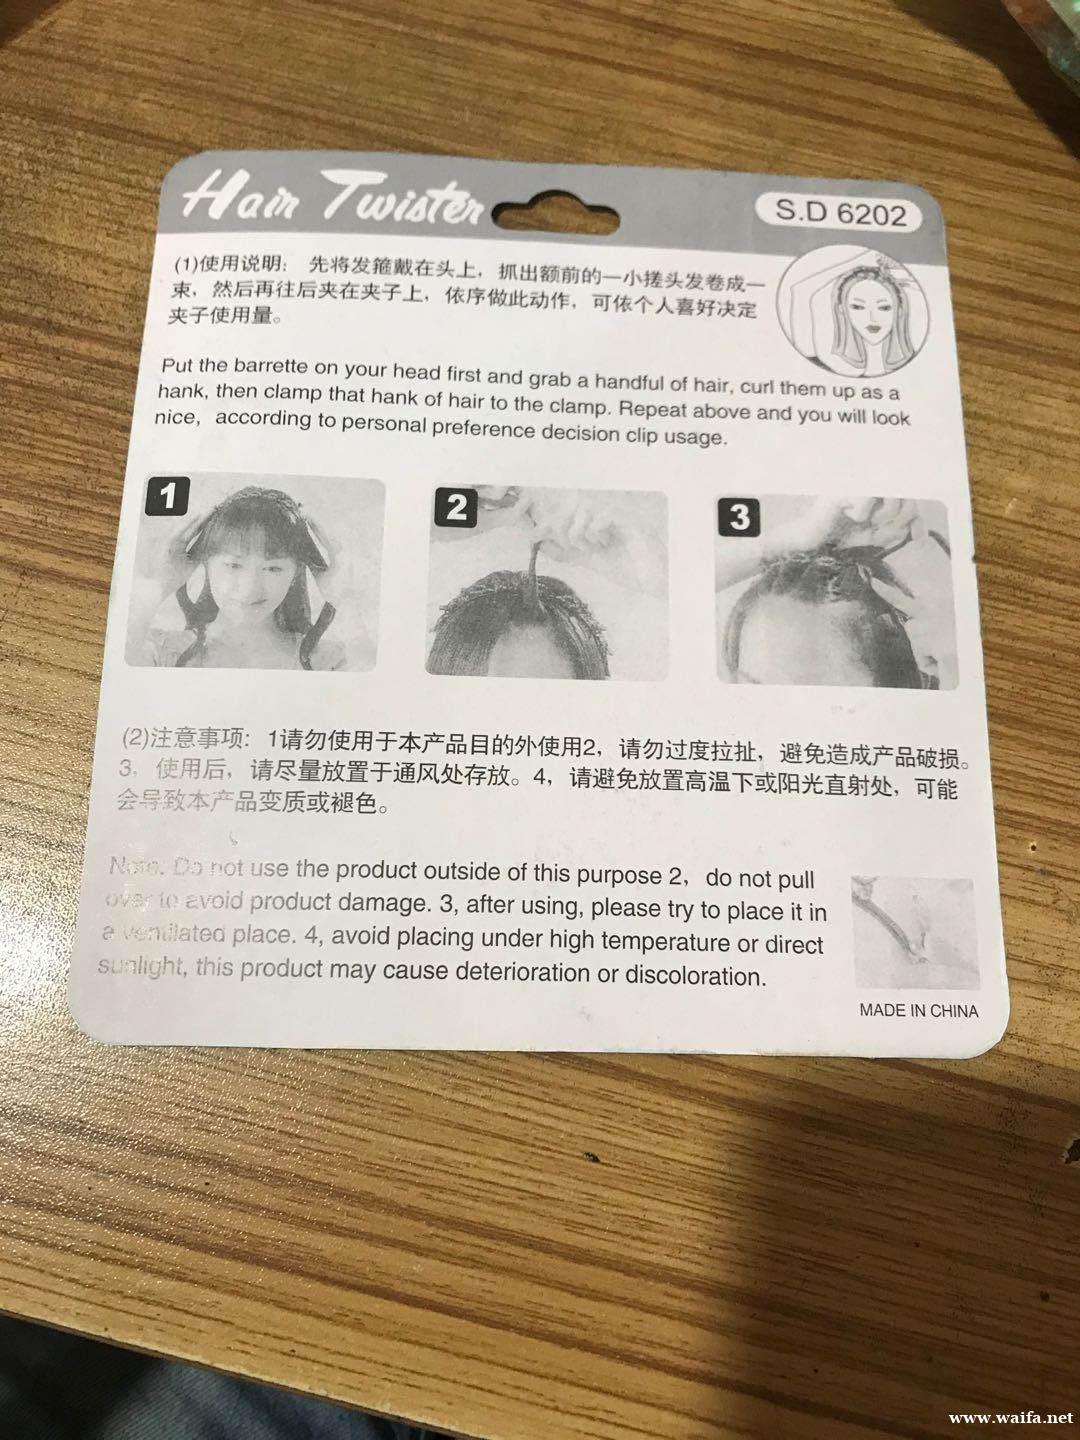 Hair Twister
S.D 6202
(1)使用说明： 先将发箍戴在头上，抓出额前的一小搓头发卷成一
束，然后再往后夹在夹子上，依序做此动作，可依个人喜好决定
夹子使用量。
Put the barrette on your head first and grab a handful of hair, curl them up as a
hank, then clamp that hank of hair to the clamp. Repeat above and you will look
nice，according to personal preference decision clip usage.
1
2
3
(2)注意事项：1请勿使用于本产品目的外使用2，请勿过度拉扯，避免造成产品破损。
3，使用后，请尽量放置于通风处存放。4，请避免放置高温下或阳光直射处，可能
会导致本产品变质或褪色。
Note. Do not use the product outside of this purpose 2，do not pull
over to avoid product damage. 3, after using, please try to place it in
a ventilated place. 4, avoid placing under high temperature or direct
sunlight, this product may cause deterioration or discoloration.
MADE IN CHINA
www.waifa.net